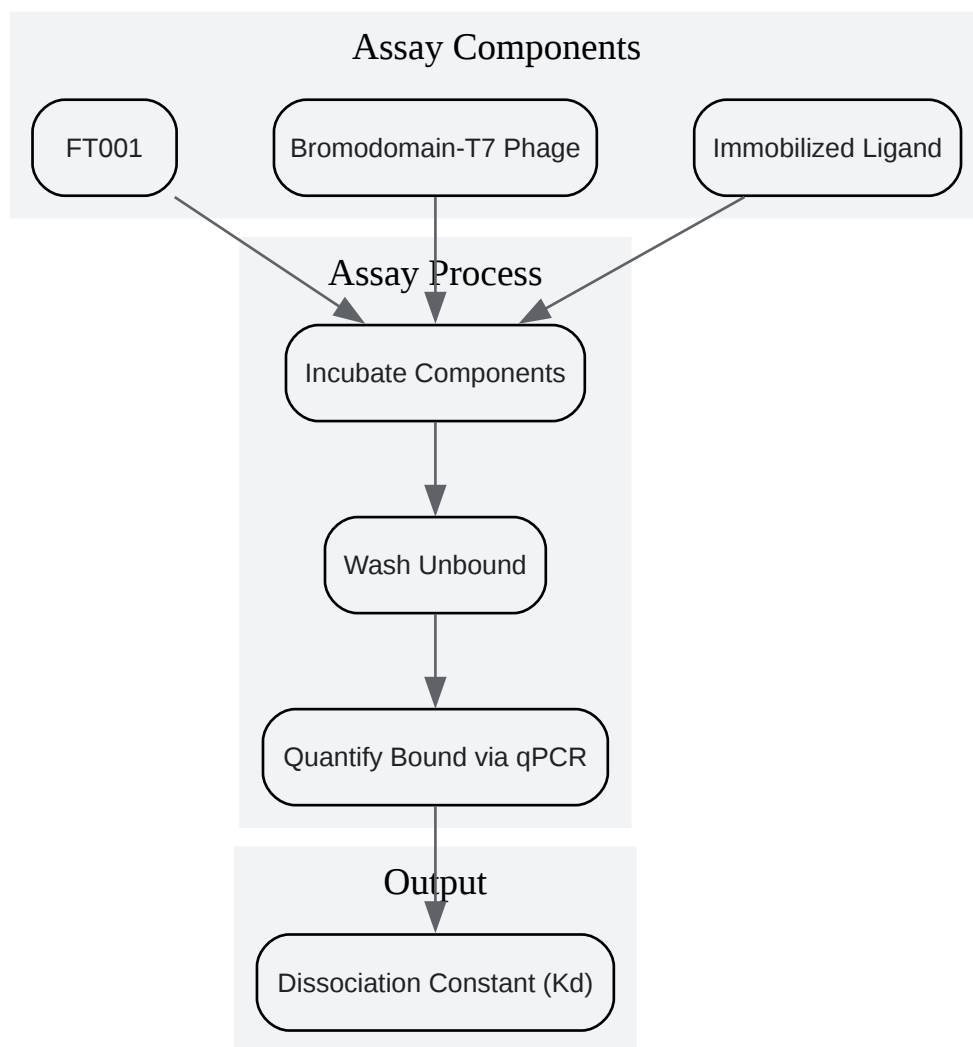 Assay Components
FT001
Bromodomain-T7 Phage
Immobilized Ligand
Assay Process
Incubate Components
Wash Unbound
Quantify Bound via qPCR
Output
Dissociation Constant (Kd)